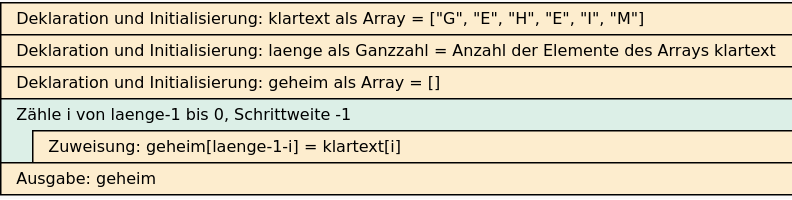 Deklaration und Initialisierung: klartext als Array = ["G", "E", "H", "E", "I", "M"]
Deklaration und Initialisierung: laenge als Ganzzahl = Anzahl der Elemente des Arrays klartext
Deklaration und Initialisierung: geheim als Array = []
Zähle i von laenge-1 bis 0, Schrittweite -1
Zuweisung: geheim[laenge-1-i] = klartext[i]
Ausgabe: geheim